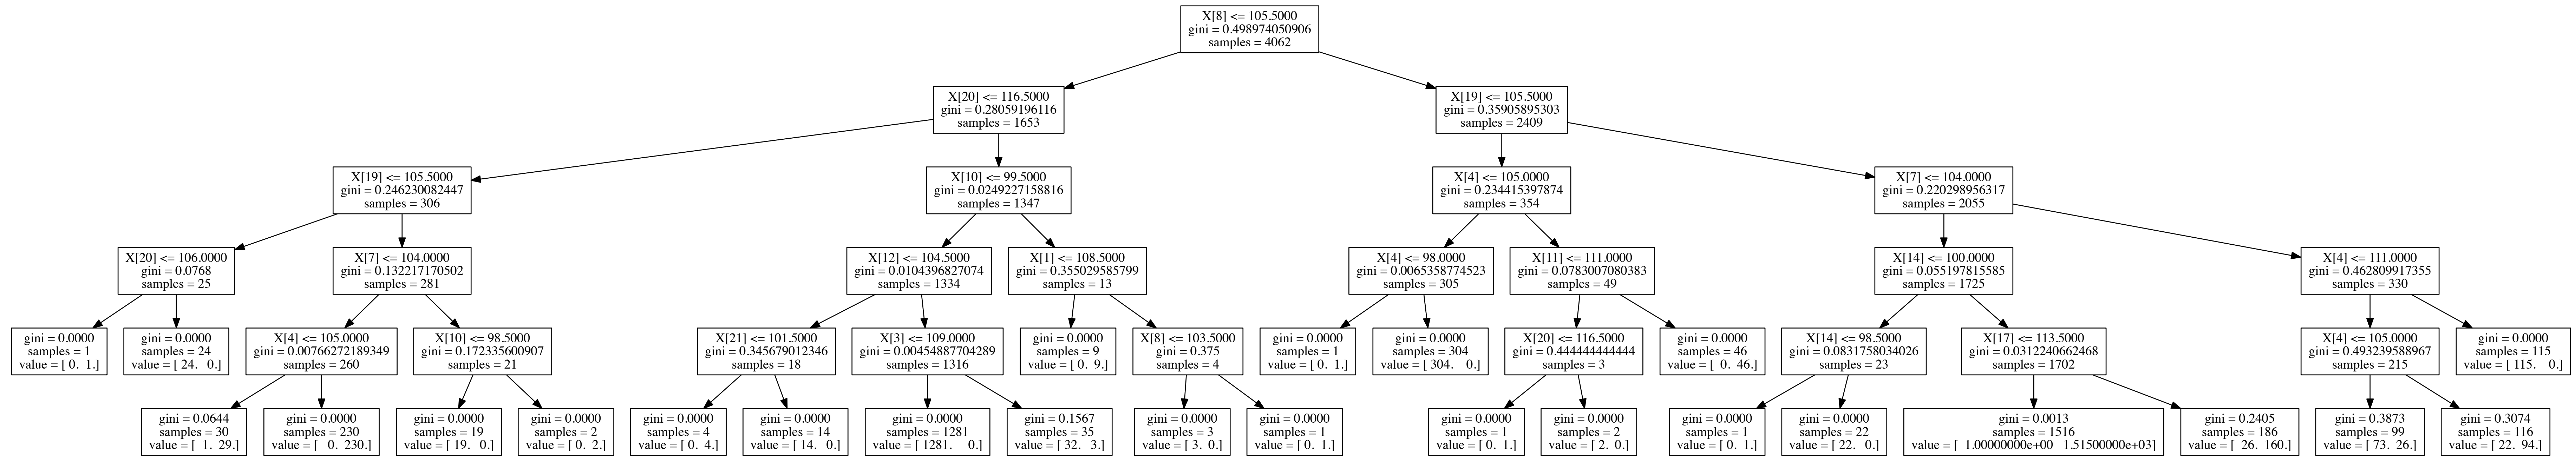 X[8] <= 105.5000
gini = 0.498974050906
samples = 4062
X[20] <= 116.5000
gini = 0.28059196116
samples = 1653
X[19] <= 105.5000
gini = 0.35905895303
samples = 2409
X[19] <= 105.5000
gini = 0.246230082447
samples = 306
X[10] <= 99.5000
gini = 0.0249227158816
samples = 1347
X[4] <= 105.0000
gini = 0.234415397874
samples = 354
X[7] <= 104.0000
gini = 0.220298956317
samples = 2055
X[20] <= 106.0000
gini = 0.0768
samples = 25
X[7] <= 104.0000
gini = 0.132217170502
samples = 281
X[12] <= 104.5000
gini = 0.0104396827074
samples = 1334
X[1] <= 108.5000
gini = 0.355029585799
samples = 13
X[4] <= 98.0000
gini = 0.0065358774523
samples = 305
X[11] <= 111.0000
gini = 0.0783007080383
samples = 49
X[14] <= 100.0000
gini = 0.055197815585
samples = 1725
X[4] <= 111.0000
gini = 0.462809917355
samples = 330
gini = 0.0000
samples = 1
value = [ 0. 1.]
gini = 0.0000
samples = 24
value = [ 24. 0.]
X[4] <= 105.0000
gini = 0.00766272189349
samples = 260
X[10] <= 98.5000
gini = 0.172335600907
samples = 21
X[21] <= 101.5000
gini = 0.345679012346
samples = 18
X[3] <= 109.0000
gini = 0.00454887704289
samples = 1316
gini = 0.0000
samples = 9
value = [ 0. 9.]
X[8] <= 103.5000
gini = 0.375
samples = 4
gini = 0.0000
samples = 1
value = [ 0. 1.]
gini = 0.0000
samples = 304
value = [ 304. 0.]
X[20] <= 116.5000
gini = 0.444444444444
samples = 3
gini = 0.0000
samples = 46
value = [ 0. 46.]
X[14] <= 98.5000
gini = 0.0831758034026
samples = 23
X[17] <= 113.5000
gini = 0.0312240662468
samples = 1702
X[4] <= 105.0000
gini = 0.493239588967
samples = 215
gini = 0.0000
samples = 115
value = [ 115. 0.]
gini = 0.0644
samples = 30
value = [ 1. 29.]
gini = 0.0000
samples = 230
value = [ 0. 230.]
gini = 0.0000
samples = 19
value = [ 19. 0.]
gini = 0.0000
samples = 2
value = [ 0. 2.]
gini = 0.0000
samples = 4
value = [ 0. 4.]
gini = 0.0000
samples = 14
value = [ 14. 0.]
gini = 0.0000
samples = 1281
value = [ 1281. 0.]
gini = 0.1567
samples = 35
value = [ 32. 3.]
gini = 0.0000
samples = 3
value = [ 3. 0.]
gini = 0.0000
samples = 1
value = [ 0. 1.]
gini = 0.0000
samples = 1
value = [ 0. 1.]
gini = 0.0000
samples = 2
value = [ 2. 0.]
gini = 0.0000
samples = 1
value = [ 0. 1.]
gini = 0.0000
samples = 22
value = [ 22. 0.]
gini = 0.0013
samples = 1516
value = [ 1.00000000e+00 1.51500000e+03]
gini = 0.2405
samples = 186
value = [ 26. 160.]
gini = 0.3873
samples = 99
value = [ 73. 26.]
gini = 0.3074
samples = 116
value = [ 22. 94.]